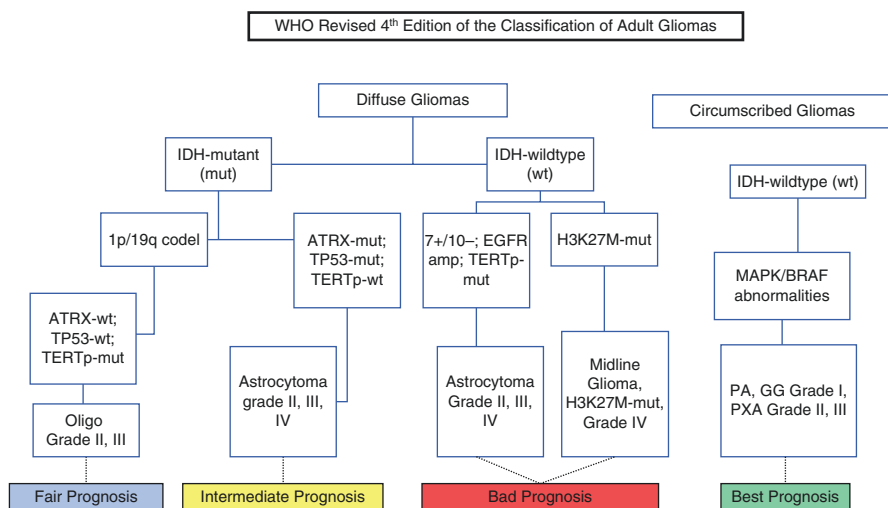 WHO Revised 4th Edition of the Classification of Adult Gliomas
Diffuse Gliomas
Circumscribed Gliomas
IDH-mutant
(mut)
IDH-wildtype
(wt)
IDH-wildtype (wt)
1p/19q codel
ATRX-mut;
TP53-mut;
TERTp-wt
7+/10–; EGFR
amp; TERTp-
mut
H3K27M-mut
MAPK/BRAF
abnormalities
ATRX-wt;
TP53-wt;
TERTp-mut
Astrocytoma
grade II, III,
IV
Astrocytoma
Grade II, III,
IV
Midline
Glioma,
H3K27M-mut,
Grade IV
PA, GG Grade I,
PXA Grade II, III
Oligo
Grade II, III
Fair Prognosis
Intermediate Prognosis
Bad Prognosis
Best Prognosis